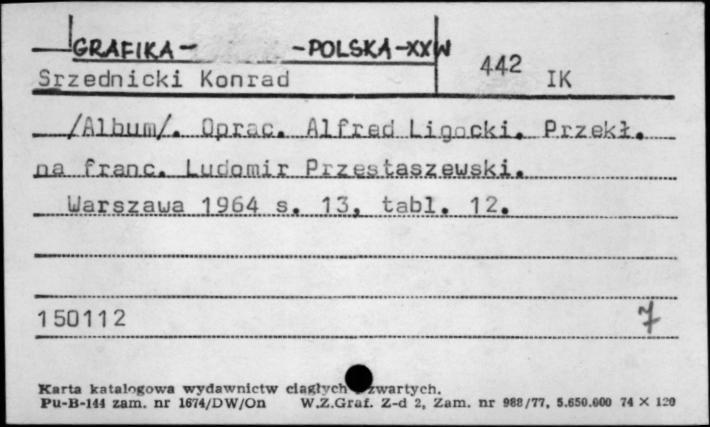 GRAFIKA - - POLSKA - XX W
442 IK
Srzednicki Konrad
/Album/. Oprac. Alfred Ligocki. Przekł.
na franc. Ludomir Przestaszewski.
Warszawa 1964 s. 13, tabl. 12.
150112 7
Karta katalogowa wydawnictw ciągłych zwartych.
Pu-B-144 zam. nr 1674/DW/On W.Z.Graf. Z-d 2, Zam. nr 988/77, 5.650.000 74 × 120